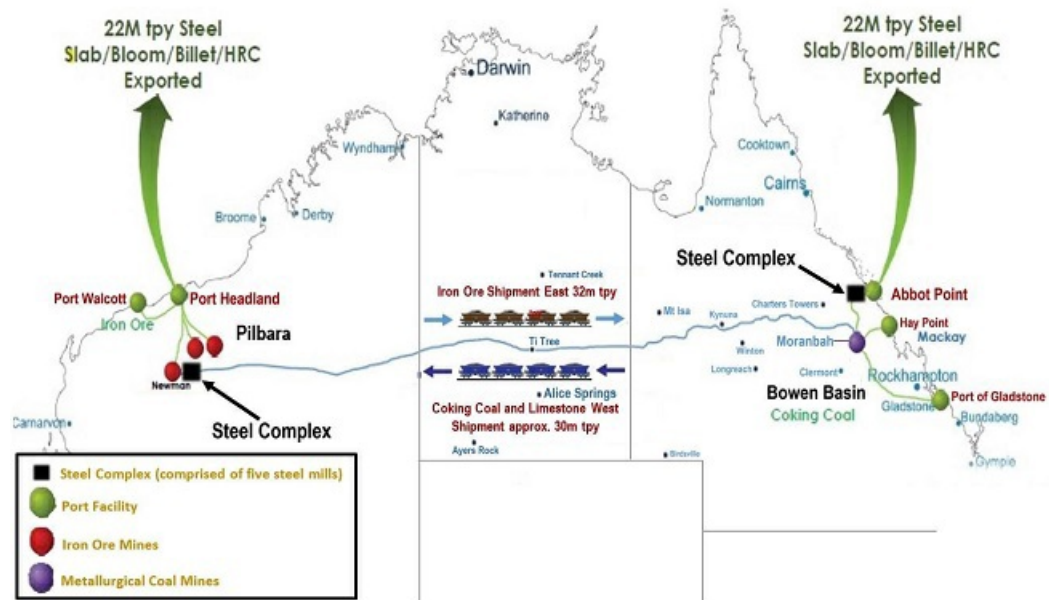 22M tpy Steel
Slab/Bloom/Billet/HRC
Exported
22M tpy Steel
Slab/Bloom/Billet/HRC
Exported
Darwin
Katherine
Wyndham
Cooktown
Cairns
Normanton
Broome
Derby
Steel Complex
Port Walcott
Port Headland
Iron Ore
Pilbara
Newman
Steel Complex
Carnarvon
Tennant Creek
Iron Ore Shipment East 32m tpy
Ti Tree
Alice Springs
Coking Coal and Limestone West
Shipment approx. 30m tpy
Ayers Rock
Mt Isa
Kynuna
Charters Towers
Winton
Longreach
Clermont
Moranbah
Abbot Point
Hay Point
Mackay
Bowen Basin
Coking Coal
Rockhampton
Gladstone
Port of Gladstone
Bundaberg
Gympie
Birdsville
Steel Complex (comprised of five steel mills)
Port Facility
Iron Ore Mines
Metallurgical Coal Mines